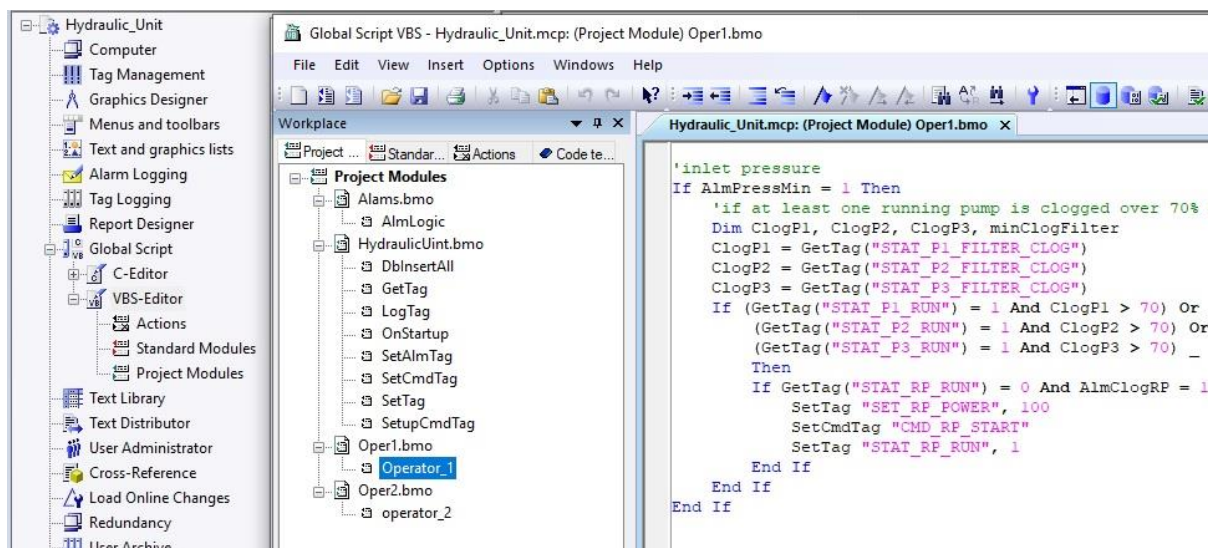 Hydraulic_Unit
Computer
Tag Management
Graphics Designer
Menus and toolbars
Text and graphics lists
Alarm Logging
Tag Logging
Report Designer
Global Script
C-Editor
VBS-Editor
Actions
Standard Modules
Project Modules
Text Library
Text Distributor
User Administrator
Cross-Reference
Load Online Changes
Redundancy
User Archive
Global Script VBS - Hydraulic_Unit.mcp: (Project Module) Oper1.bmo
File Edit View Insert Options Windows Help
Workplace
Project ... Standar... Actions Code te...
Project Modules
Alams.bmo
AlmLogic
HydraulicUint.bmo
DbInsertAll
GetTag
LogTag
OnStartup
SetAlmTag
SetCmdTag
SetTag
SetupCmdTag
Oper1.bmo
Operator_1
Oper2.bmo
operator_2
Hydraulic_Unit.mcp: (Project Module) Oper1.bmo X
'inlet pressure
If AlmPressMin = 1 Then
'if at least one running pump is clogged over 70%
Dim ClogP1, ClogP2, ClogP3, minClogFilter
ClogP1 = GetTag("STAT_P1_FILTER_CLOG")
ClogP2 = GetTag("STAT_P2_FILTER_CLOG")
ClogP3 = GetTag("STAT_P3_FILTER_CLOG")
If (GetTag("STAT_P1_RUN") = 1 And ClogP1 > 70) Or
(GetTag("STAT_P2_RUN") = 1 And ClogP2 > 70) Or
(GetTag("STAT_P3_RUN") = 1 And ClogP3 > 70) _
Then
If GetTag("STAT_RP_RUN") = 0 And AlmClogRP = 1
SetTag "SET_RP_POWER", 100
SetCmdTag "CMD_RP_START"
SetTag "STAT_RP_RUN", 1
End If
End If
End If